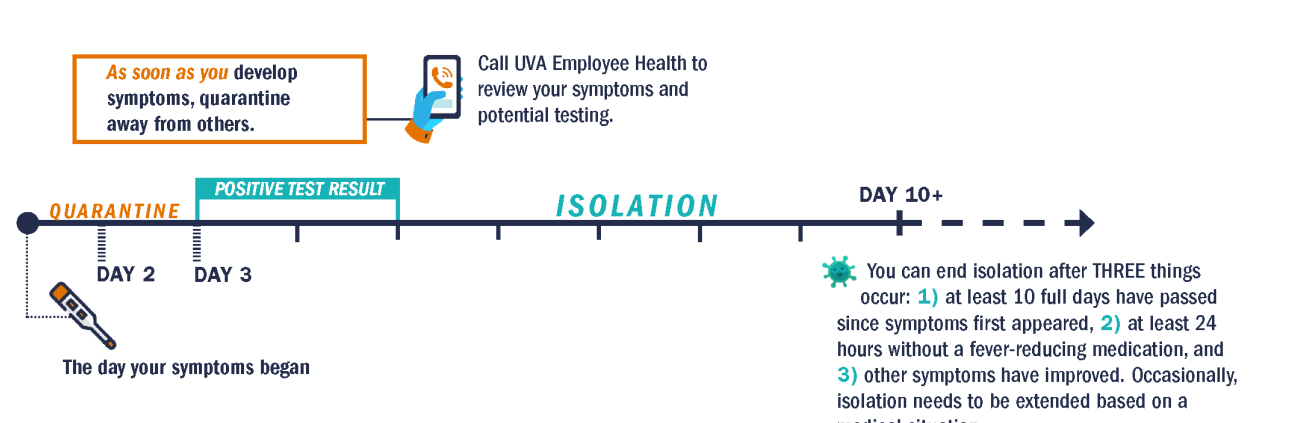 As soon as you develop
symptoms, quarantine
away from others.
Call UVA Employee Health to
review your symptoms and
potential testing.
POSITIVE TEST RESULT
QUARANTINE
ISOLATION
DAY 10+
DAY 2
DAY 3
The day your symptoms began
You can end isolation after THREE things
occur: 1) at least 10 full days have passed
since symptoms first appeared, 2) at least 24
hours without a fever-reducing medication, and
3) other symptoms have improved. Occasionally,
isolation needs to be extended based on a